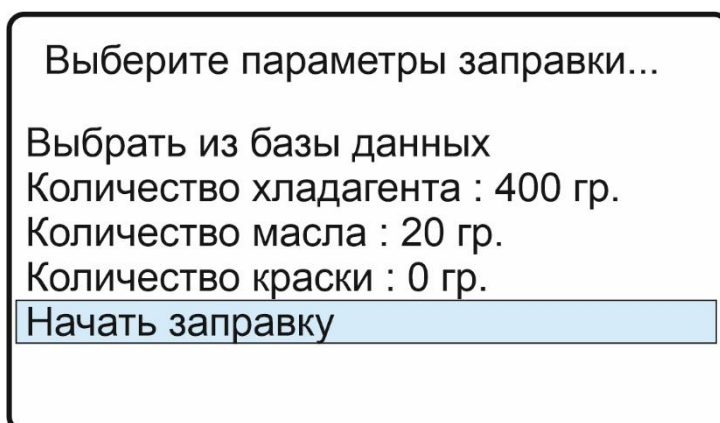 Выберите параметры заправки...
Выбрать из базы данных
Количество хладагента : 400 гр.
Количество масла : 20 гр.
Количество краски : 0 гр.
Начать заправку